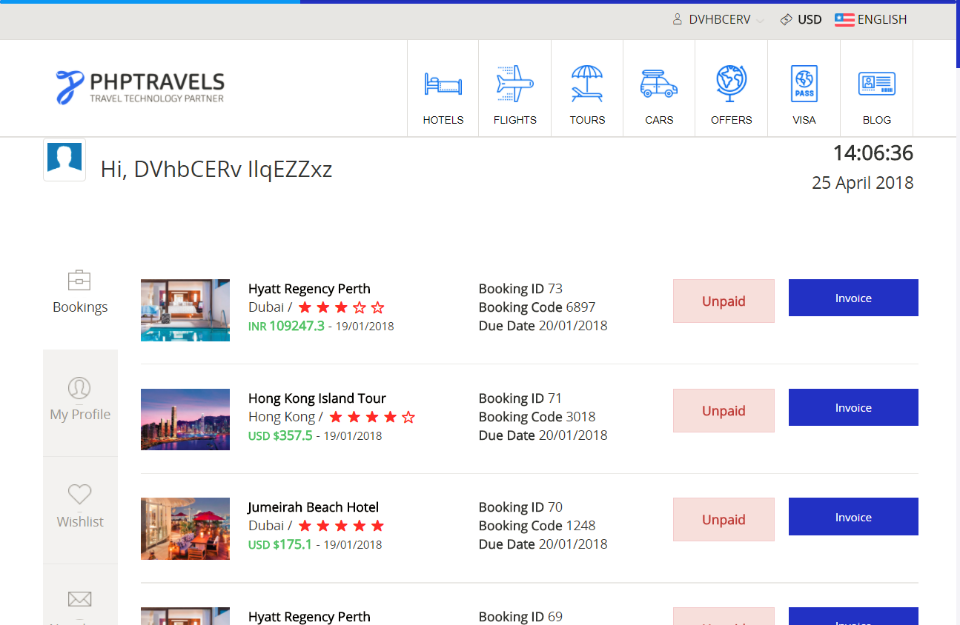 DVHBCERV USD ENGLISH
PHPTRAVELS
TRAVEL TECHNOLOGY PARTNER
HOTELS FLIGHTS TOURS CARS OFFERS VISA BLOG
PASS
Hi, DVhbCERv IlqEZZxz
14:06:36
25 April 2018
Bookings
My Profile
Wishlist
Hyatt Regency Perth
Dubai /
INR 109247.3 - 19/01/2018
Booking ID 73
Booking Code 6897
Due Date 20/01/2018
Unpaid
Invoice
Hong Kong Island Tour
Hong Kong /
USD $357.5 - 19/01/2018
Booking ID 71
Booking Code 3018
Due Date 20/01/2018
Unpaid
Invoice
Jumeirah Beach Hotel
Dubai /
USD $175.1 - 19/01/2018
Booking ID 70
Booking Code 1248
Due Date 20/01/2018
Unpaid
Invoice
Hyatt Regency Perth
Booking ID 69